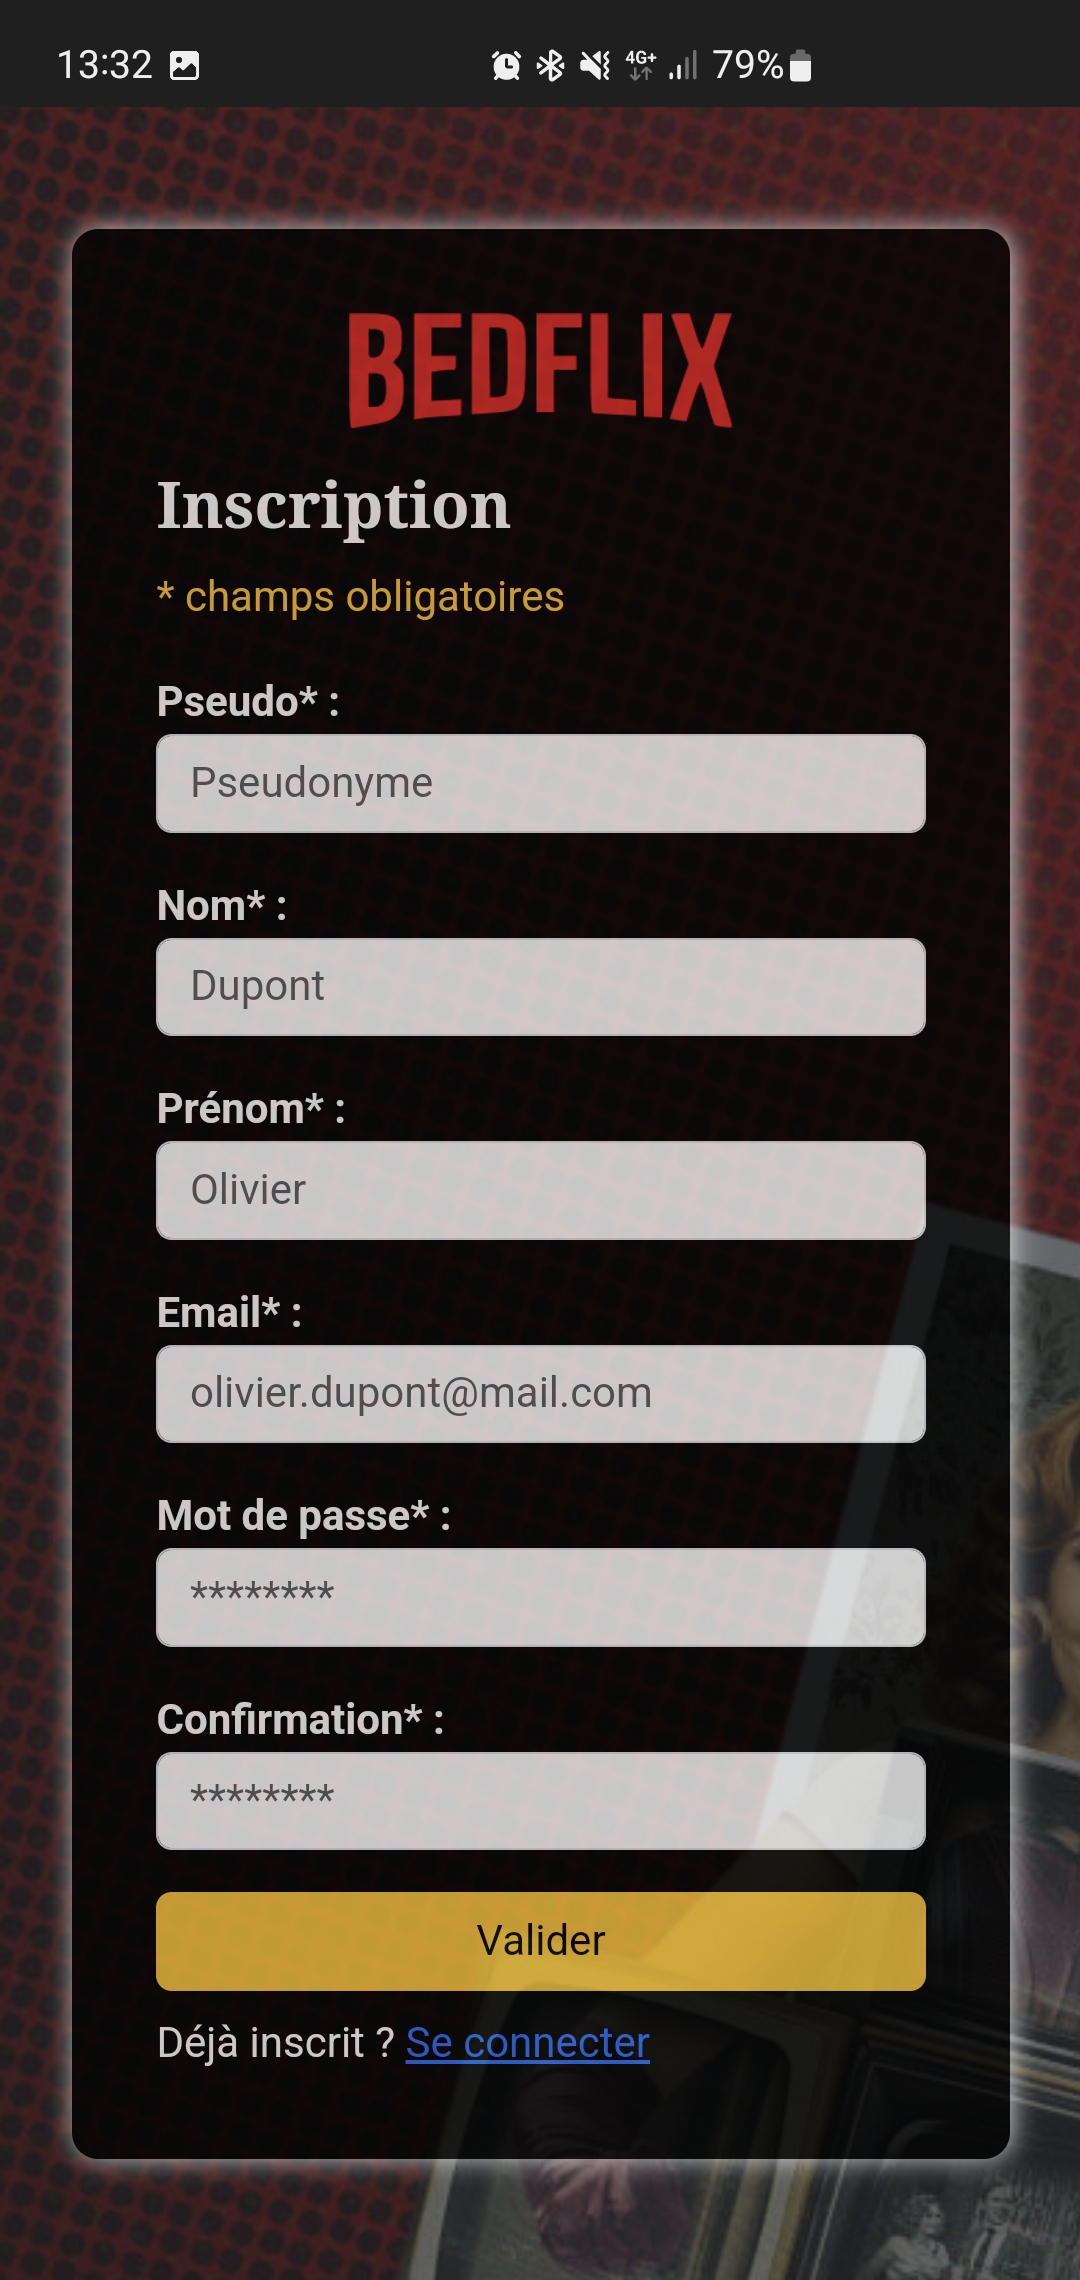 13:32 4G+ 79%
BEDFLIX
Inscription
* champs obligatoires
Pseudo* :
Pseudonyme
Nom* :
Dupont
Prénom* :
Olivier
Email* :
olivier.dupont@mail.com
Mot de passe* :
********
Confirmation* :
********
Valider
Déjà inscrit ? Se connecter